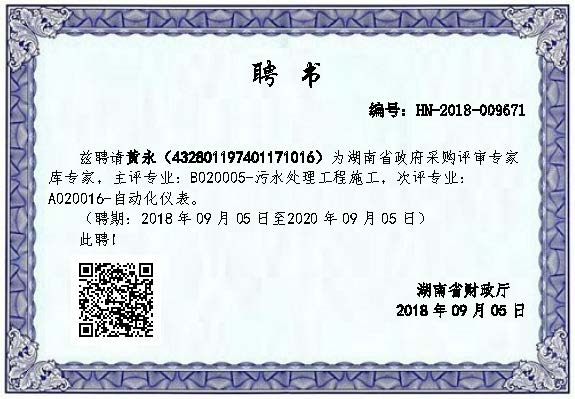 聘 书
编号：HN-2018-009671
兹聘请黄永（432801197401171016）为湖南省政府采购评审专家
库专家，主评专业：B020005-污水处理工程施工，次评专业：
A020016-自动化仪表。
（聘期：2018 年 09 月 05 日至2020 年 09 月 05 日）
此聘！
湖南省财政厅
2018 年 09 月 05 日